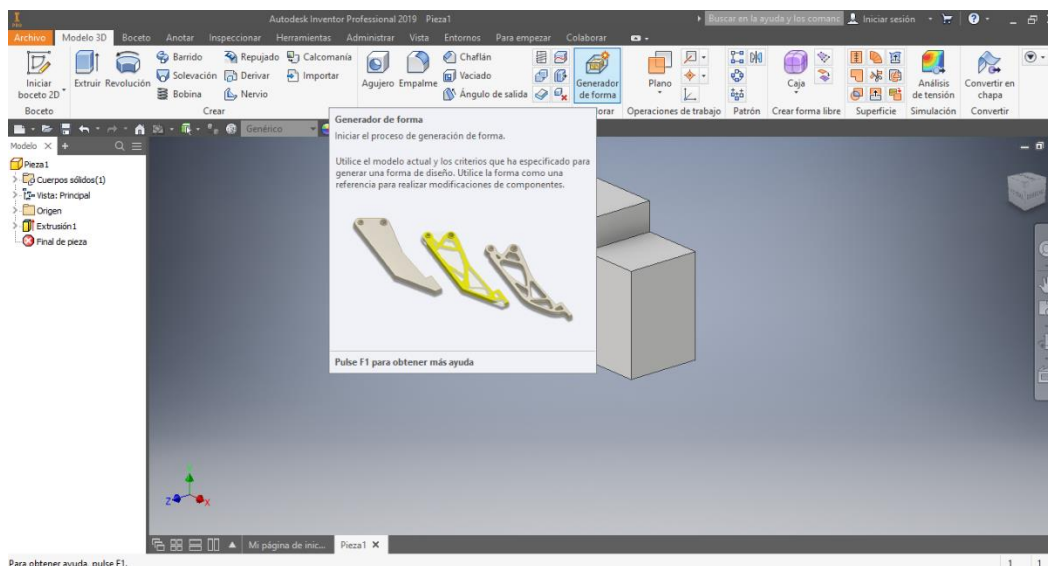 PRO
Autodesk Inventor Professional 2019 Pieza1
Buscar en la ayuda y los comanc
Iniciar sesión
Archivo Modelo 3D Boceto Anotar Inspeccionar Herramientas Administrar Vista Entornos Para empezar Colaborar
Iniciar boceto 2D
Extruir
Revolución
Barrido
Solevación
Bobina
Repujado
Derivar
Nervio
Calcomanía
Importar
Agujero
Empalme
Chaflán
Vaciado
Ángulo de salida
Generador de forma
Plano
Caja
Análisis de tensión
Convertir en chapa
Boceto
Crear
orar
Operaciones de trabajo
Patrón
Crear forma libre
Superficie
Simulación
Convertir
Genérico
Modelo
Pieza1
Cuerpos sólidos(1)
Vista: Principal
Origen
Extrusión1
Final de pieza
Generador de forma
Iniciar el proceso de generación de forma.
Utilice el modelo actual y los criterios que ha especificado para
generar una forma de diseño. Utilice la forma como una
referencia para realizar modificaciones de componentes.
Pulse F1 para obtener más ayuda
Y
Z
X
Mi página de inic...
Pieza1
Para obtener ayuda, pulse F1.
1 1